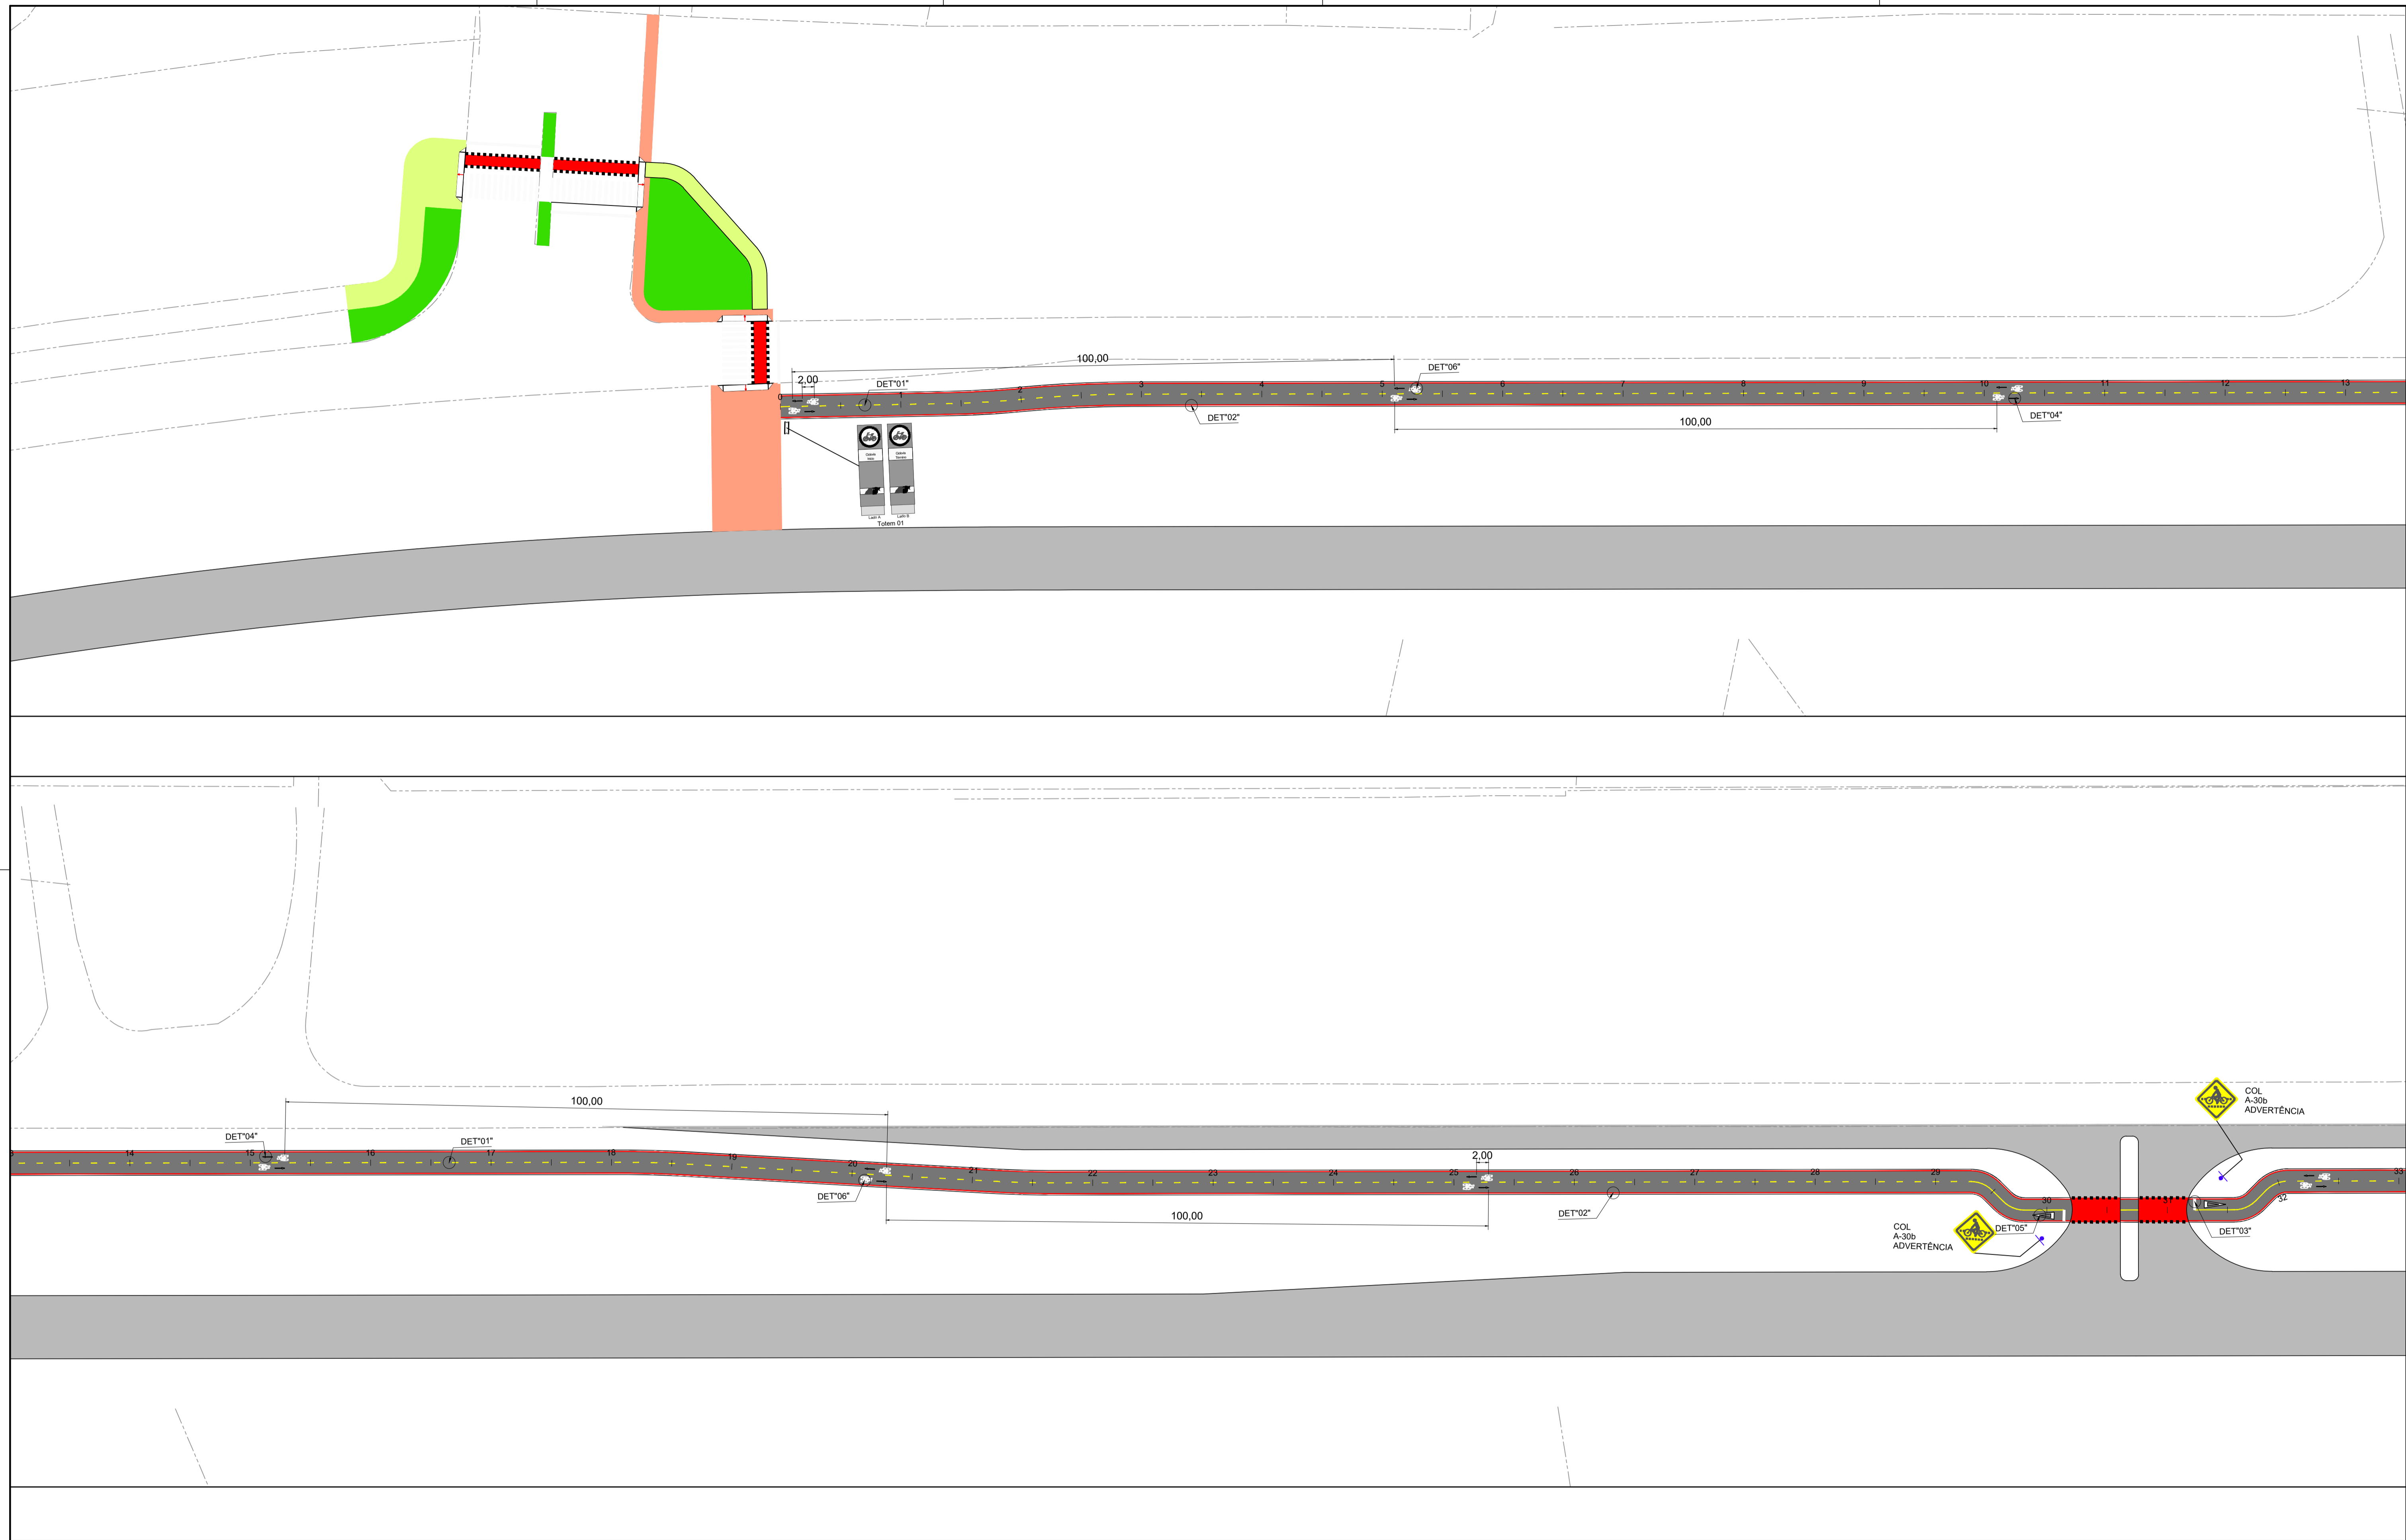 100,00
2,00
DET"01"
DET"06"
0
1
2
3
4
5
6
7
8
9
10
11
12
13
DET"02"
DET"04"
100,00
Lado A
Lado B
Totem 01
COL
A-30b
ADVERTÊNCIA
100,00
DET"04"
DET"01"
2,00
14
15
16
17
18
19
20
21
22
23
24
25
26
27
28
29
30
31
32
33
DET"06"
100,00
DET"02"
COL
A-30b
ADVERTÊNCIA
DET"05"
DET"03"